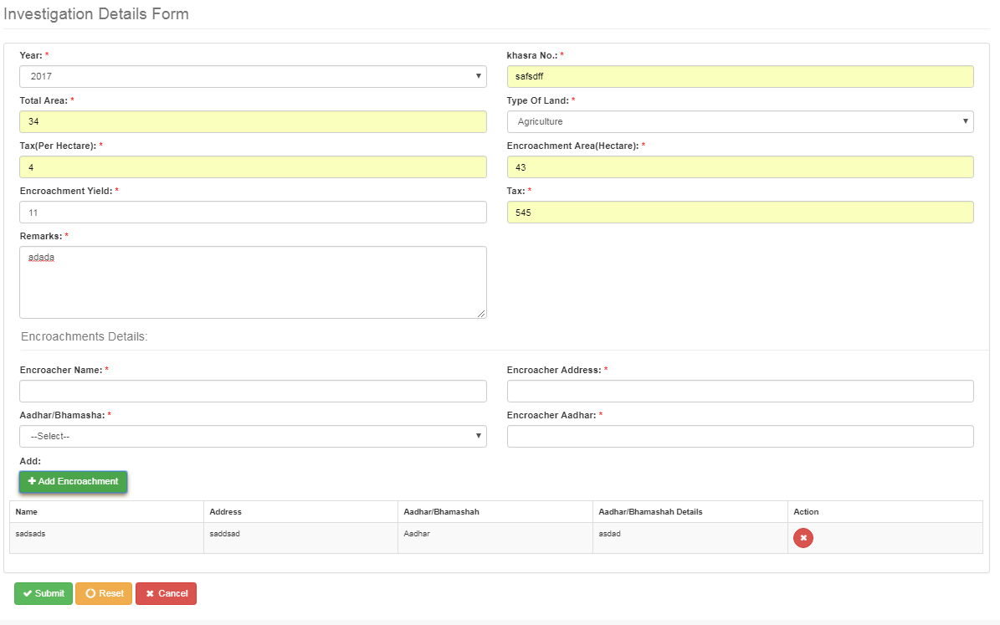 Investigation Details Form
Year: * khasra No.: *
2017 safsdff
Total Area: * Type Of Land: *
34 Agriculture
Tax(Per Hectare): * Encroachment Area(Hectare): *
4 43
Encroachment Yield: * Tax: *
11 545
Remarks: *
adada
Encroachments Details:
Encroacher Name: * Encroacher Address: *
Aadhar/Bhamasha: * Encroacher Aadhar: *
--Select--
Add:
Add Encroachment
Name Address Aadhar/Bhamashah Aadhar/Bhamashah Details Action
sadsads saddsad Aadhar asdad
Submit Reset Cancel